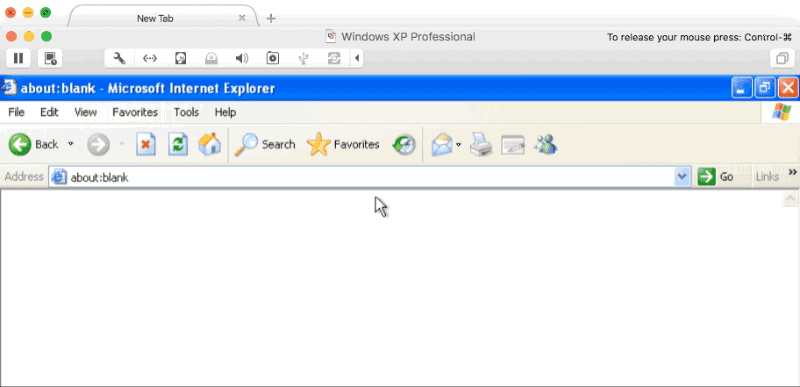 New Tab
Windows XP Professional
To release your mouse press: Control-⌘
about:blank - Microsoft Internet Explorer
File Edit View Favorites Tools Help
Back Search Favorites
Address about:blank Go Links »